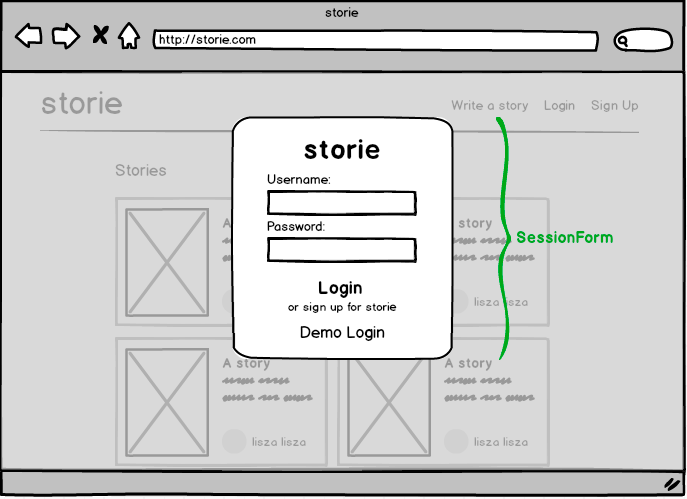 storie
http://storie.com
storie
Write a story Login Sign Up
storie
Stories
Username:
A
story
Password:
SessionForm
Login
or sign up for storie
lisza lisza
Demo Login
A story
A story
lisza lisza
lisza lisza